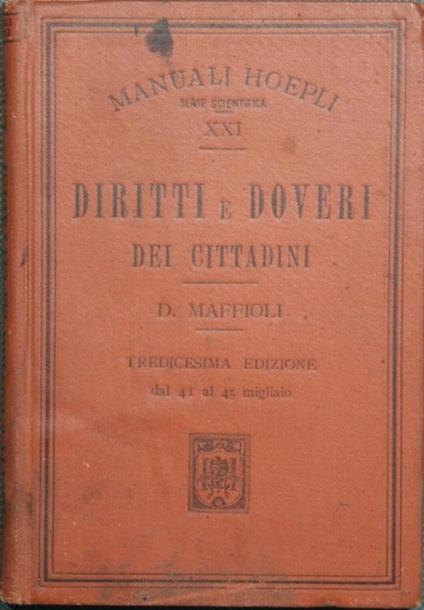 MANUALI HOEPLI
SERIE SCIENTIFICA
XXI
DIRITTI E DOVERI
DEI CITTADINI
D. MAFFIOLI
TREDICESIMA EDIZIONE
dal 41 al 45 migliaio